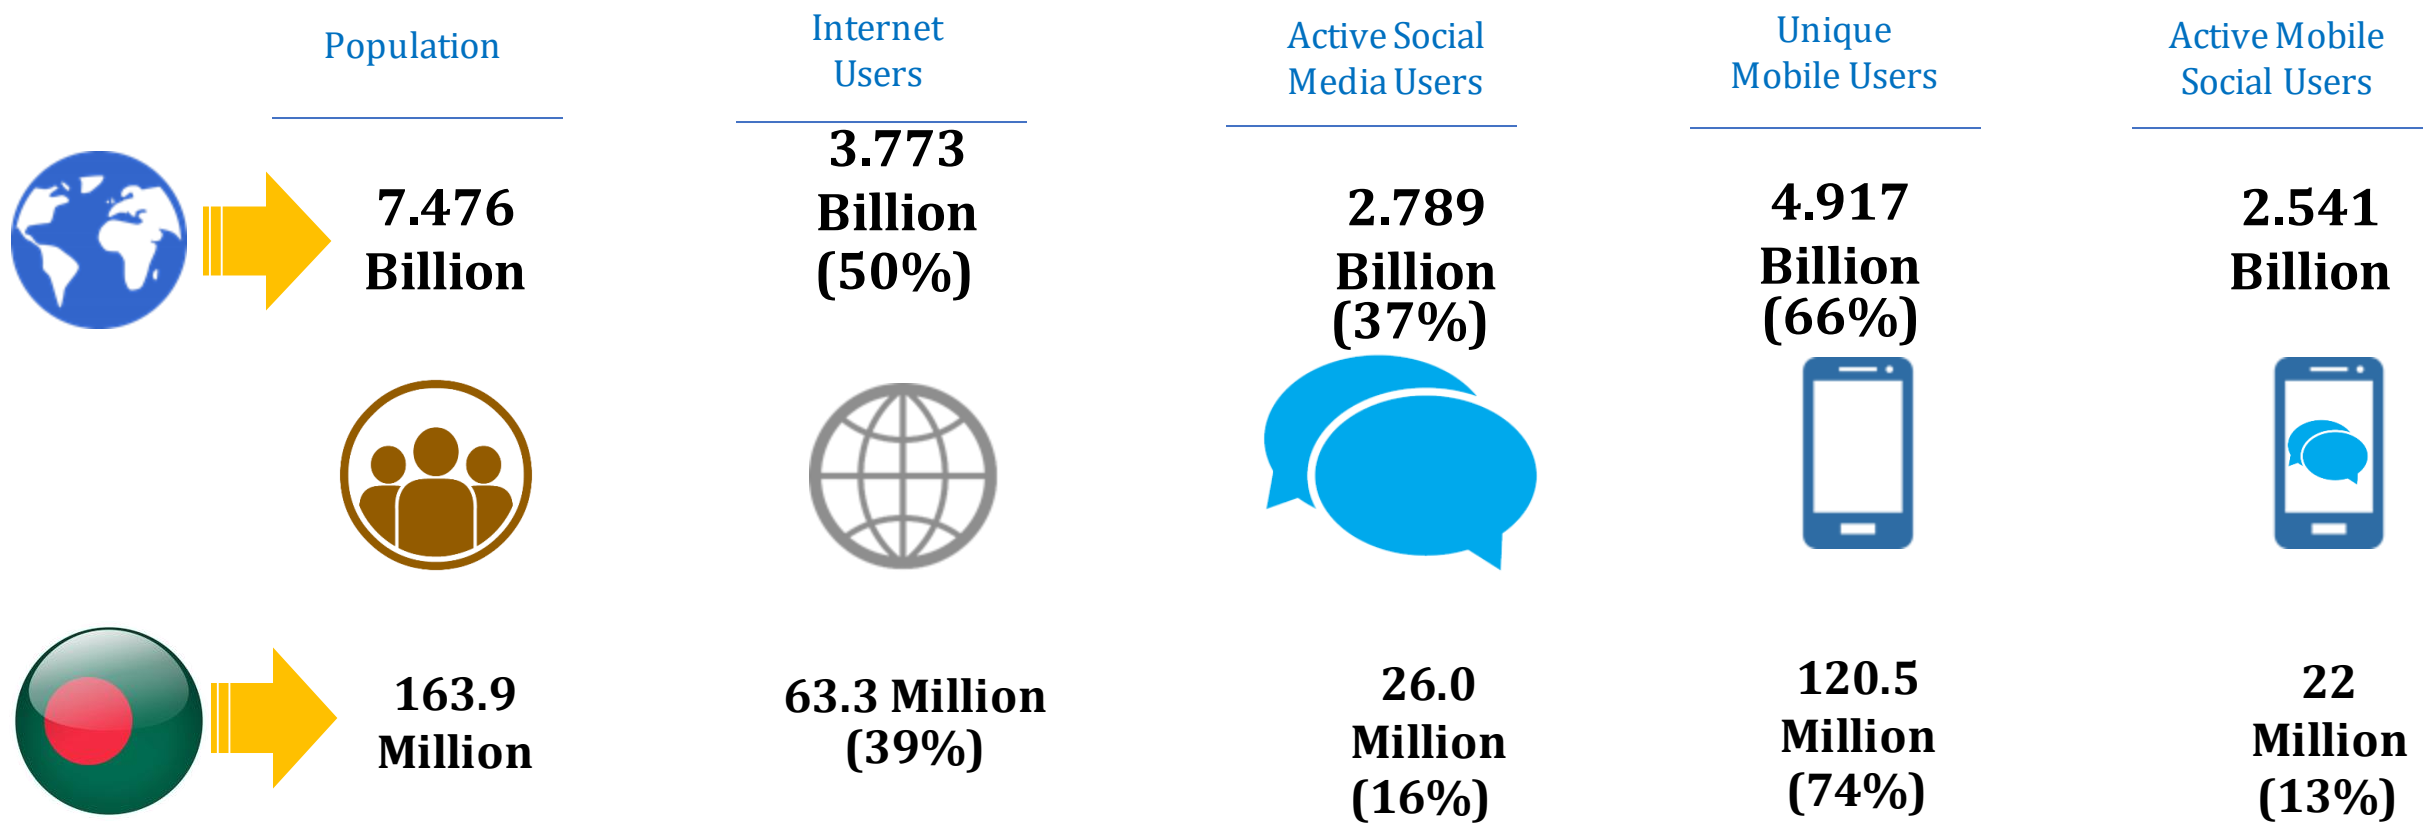 Population
Internet
Users
Active Social
Media Users
Unique
Mobile Users
Active Mobile
Social Users
7.476
Billion
3.773
Billion
(50%)
2.789
Billion
(37%)
4.917
Billion
(66%)
2.541
Billion
163.9
Million
63.3 Million
(39%)
26.0
Million
(16%)
120.5
Million
(74%)
22
Million
(13%)